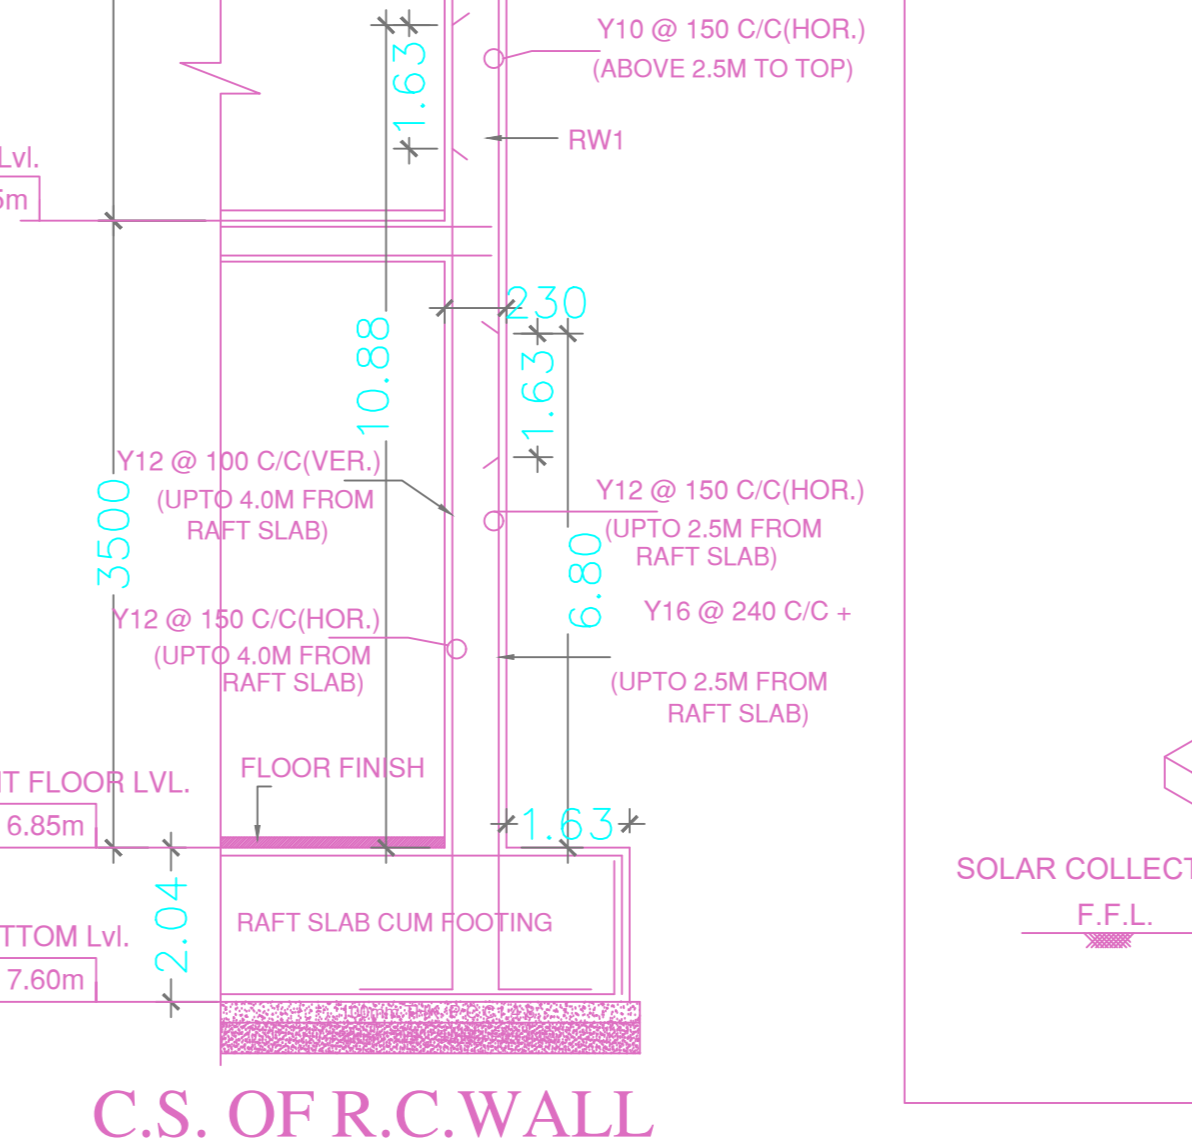 Y10 @ 150 C/C(HOR.)
(ABOVE 2.5M TO TOP)
1.63
RW1
Lvl.
5m
230
10.88
1.63
Y12 @ 100 C/C(VER.)
(UPTO 4.0M FROM
RAFT SLAB)
3500
Y12 @ 150 C/C(HOR.)
(UPTO 2.5M FROM
RAFT SLAB)
6.80
Y16 @ 240 C/C +
Y12 @ 150 C/C(HOR.)
(UPTO 4.0M FROM
RAFT SLAB)
(UPTO 2.5M FROM
RAFT SLAB)
FLOOR FINISH
IT FLOOR LVL.
6.85m
1.63
2.04
RAFT SLAB CUM FOOTING
TTOM Lvl.
7.60m
SOLAR COLLECT
F.F.L.
C.S. OF R.C.WALL